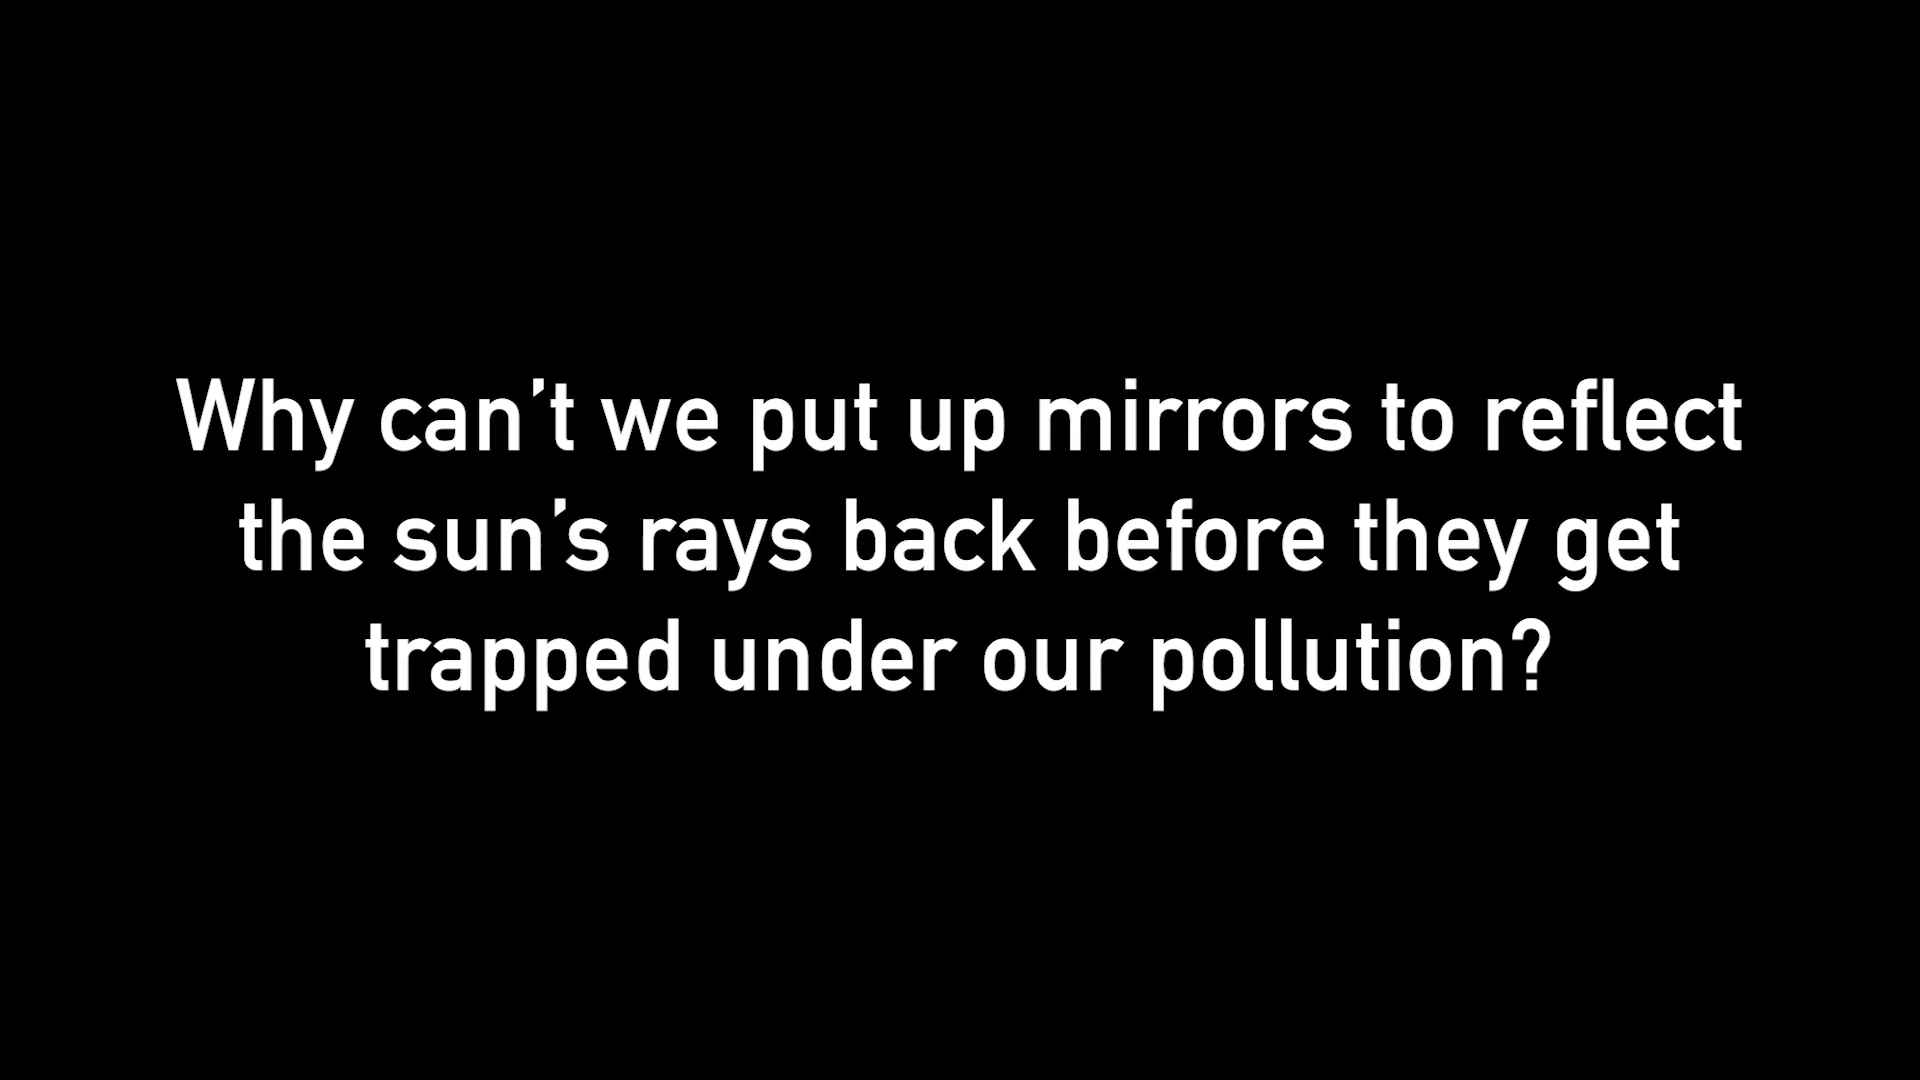 Why can’t we put up mirrors to reflect
the sun’s rays back before they get
trapped under our pollution?